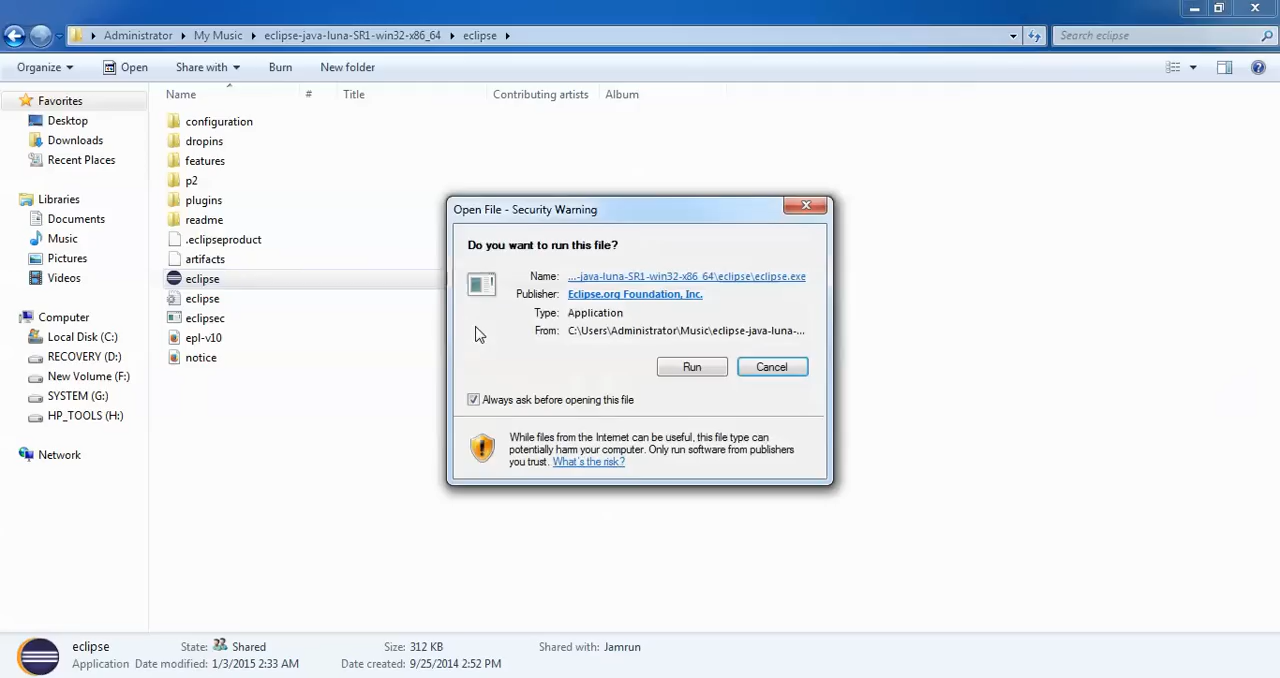 Administrator
My Music
eclipse-java-luna-SR1-win32-x86_64
eclipse
Search eclipse
Organize
Open
Share with
Burn
New folder
Name
#
Title
Contributing artists
Album
Favorites
Desktop
Downloads
Recent Places
Libraries
Documents
Music
Pictures
Videos
Computer
Local Disk (C:)
RECOVERY (D:)
New Volume (F:)
SYSTEM (G:)
HP_TOOLS (H:)
Network
configuration
dropins
features
p2
plugins
readme
.eclipseproduct
artifacts
eclipse
eclipse
eclipsec
epl-v10
notice
Open File - Security Warning
Do you want to run this file?
Name: ...-java-luna-SR1-win32-x86_64\eclipse\eclipse.exe
Publisher: Eclipse.org Foundation, Inc.
Type: Application
From: C:\Users\Administrator\Music\eclipse-java-luna-...
Run
Cancel
Always ask before opening this file
While files from the Internet can be useful, this file type can
potentially harm your computer. Only run software from publishers
you trust. What's the risk?
eclipse
State: Shared
Size: 312 KB
Shared with: Jamrun
Application
Date modified: 1/3/2015 2:33 AM
Date created: 9/25/2014 2:52 PM